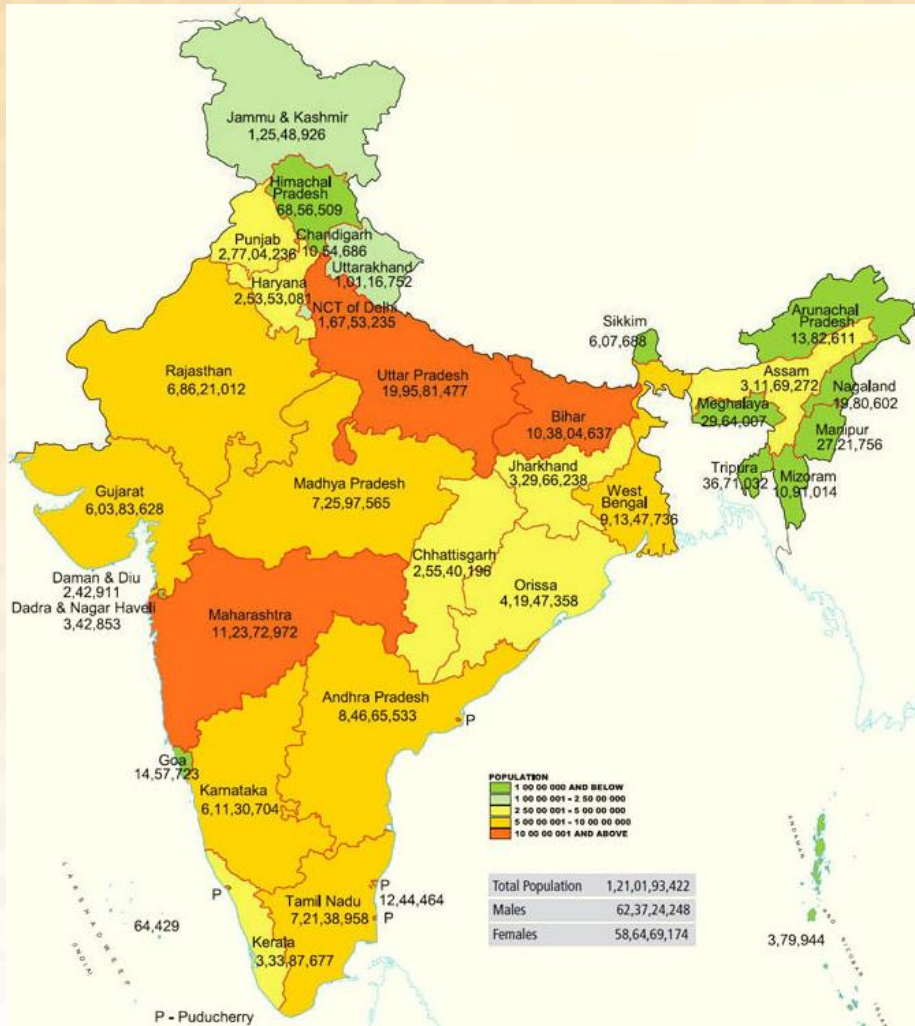 Jammu & Kashmir
1,25,48,926
Himachal
Pradesh
68,56,509
Punjab
2,77,04,236
Chandigarh
10,54,686
Uttarakhand
1,01,16,752
Haryana
2,53,53,081
NCT of Delhi
1,67,53,235
Rajasthan
6,86,21,012
Uttar Pradesh
19,95,81,477
Bihar
10,38,04,637
Sikkim
6,07,688
Arunachal
Pradesh
13,82,611
Assam
3,11,69,272
Nagaland
19,80,602
Meghalaya
29,64,007
Manipur
27,21,756
Tripura
36,71,032
Mizoram
10,91,014
Jharkhand
3,29,66,238
West
Bengal
9,13,47,736
Gujarat
6,03,83,628
Madhya Pradesh
7,25,97,565
Chhattisgarh
2,55,40,196
Orissa
4,19,47,358
Daman & Diu
2,42,911
Dadra & Nagar Haveli
3,42,853
Maharashtra
11,23,72,972
Andhra Pradesh
8,46,65,533
P
Goa
14,57,723
Karnataka
6,11,30,704
POPULATION
1 00 00 000 AND BELOW
1 00 00 001 - 2 50 00 000
2 50 00 001 - 5 00 00 000
5 00 00 001 - 10 00 00 000
10 00 00 001 AND ABOVE
Total Population 1,21,01,93,422
Males 62,37,24,248
Females 58,64,69,174
P
P
12,44,464
P
Tamil Nadu
7,21,38,958
Kerala
3,33,87,677
64,429
LAKSHADWEEP
(INDIA)
ANDAMAN AND NICOBAR
3,79,944
P - Puducherry